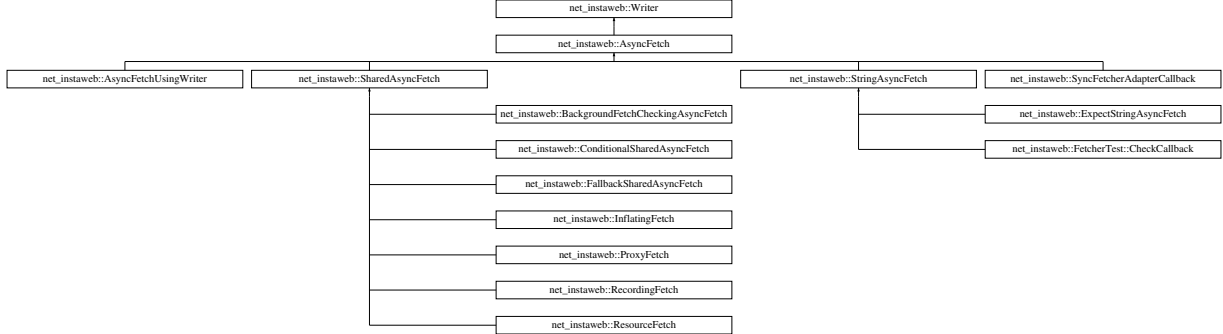 net_instaweb::Writer
net_instaweb::AsyncFetch
net_instaweb::AsyncFetchUsingWriter
net_instaweb::SharedAsyncFetch
net_instaweb::StringAsyncFetch
net_instaweb::SyncFetcherAdapterCallback
net_instaweb::BackgroundFetchCheckingAsyncFetch
net_instaweb::ExpectStringAsyncFetch
net_instaweb::ConditionalSharedAsyncFetch
net_instaweb::FetcherTest::CheckCallback
net_instaweb::FallbackSharedAsyncFetch
net_instaweb::InflatingFetch
net_instaweb::ProxyFetch
net_instaweb::RecordingFetch
net_instaweb::ResourceFetch